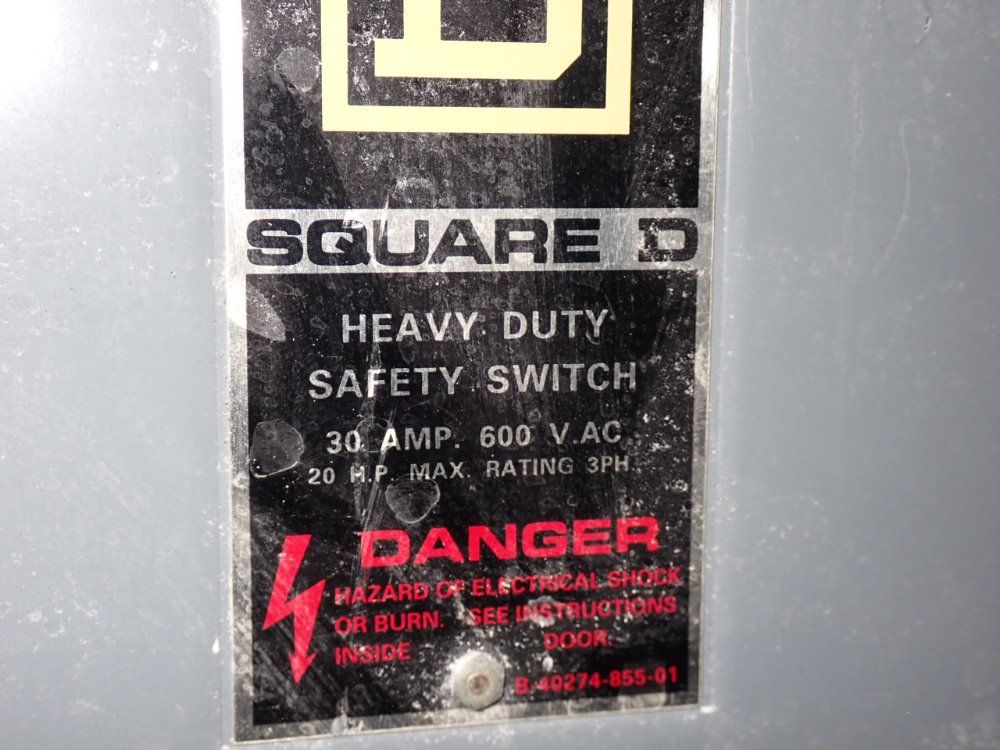 SQUARE D
HEAVY DUTY
SAFETY SWITCH
30 AMP. 600 V.AC
20 H.P. MAX. RATING 3PH.
DANGER
HAZARD OF ELECTRICAL SHOCK
OR BURN. SEE INSTRUCTIONS
INSIDE DOOR.
B-40274-855-01